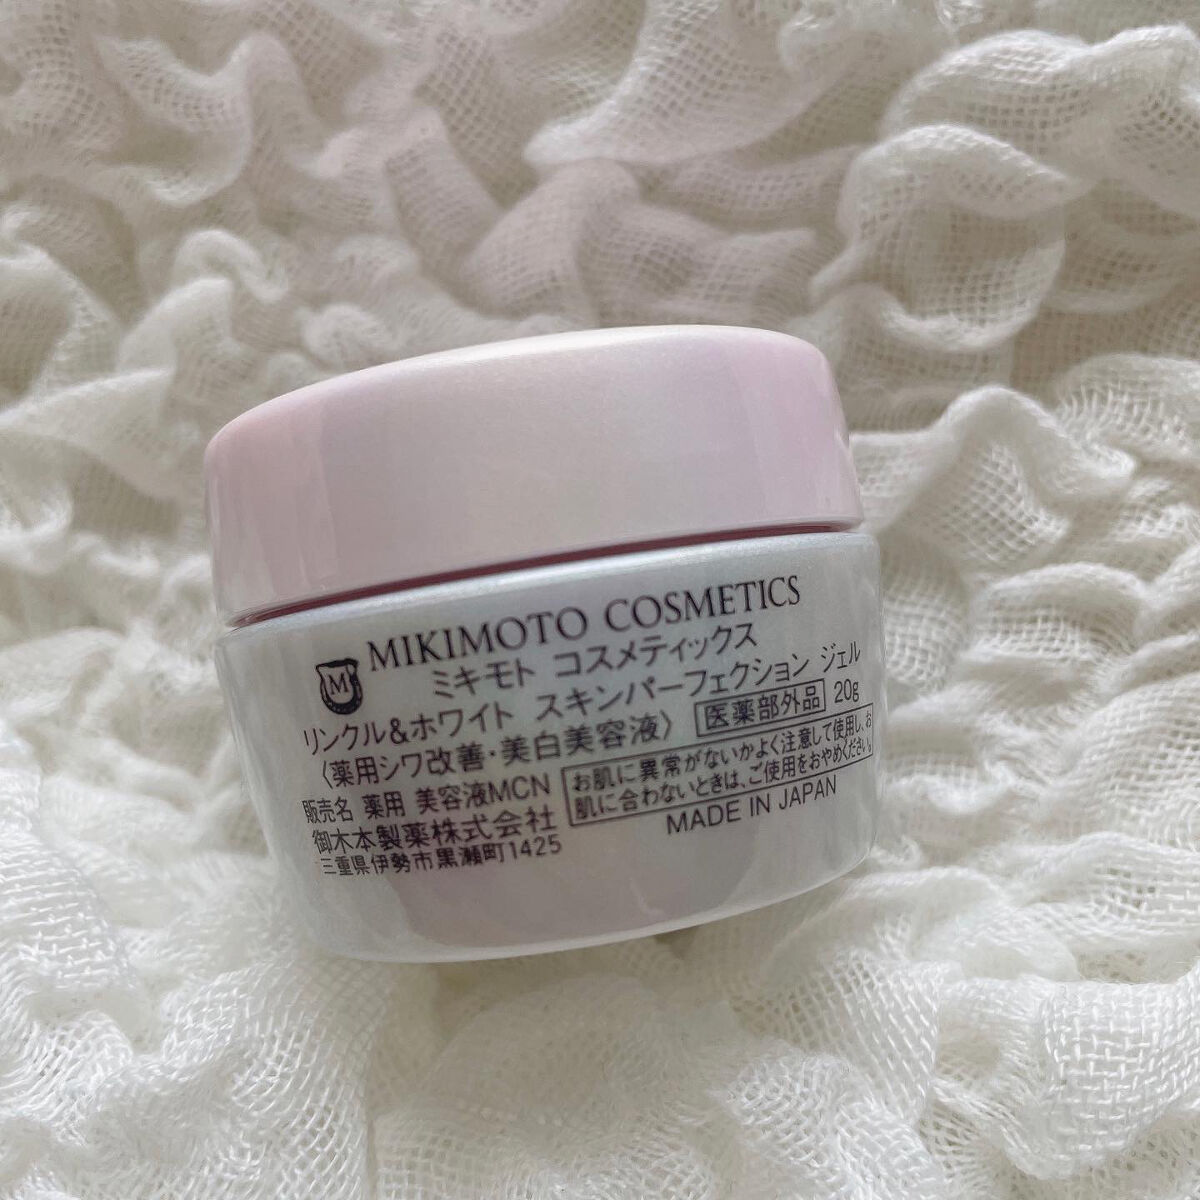 M
MIKIMOTO COSMETICS
ミキモト コスメティックス
リンクル&ホワイト スキンパーフェクション ジェル
〈薬用シワ改善・美白美容液〉 医薬部外品 20g
販売名 薬用 美容液MCN
御木本製薬株式会社
三重県伊勢市黒瀬町1425
お肌に異常がないかよく注意して使用し、お
肌に合わないときは、ご使用をおやめください。
MADE IN JAPAN